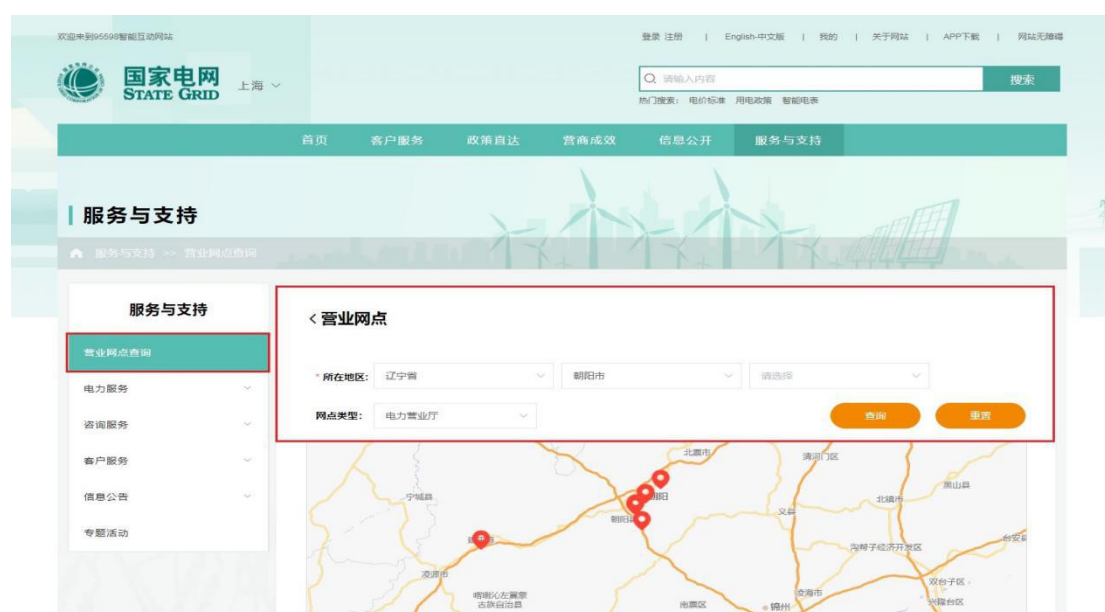 欢迎来到95598智能互动网站
登录 注册 | English-中文版 | 我的 | 关于网站 | APP下载 | 网站无障碍
国家电网
STATE GRID
上海
请输入内容
搜索
热门搜索: 电价标准 用电政策 智能电表
首页 客户服务 政策直达 营商成效 信息公开 服务与支持
服务与支持
服务与支持 >> 营业网点查询
服务与支持
营业网点查询
电力服务
咨询服务
客户服务
信息公告
专题活动
<营业网点
* 所在地区: 辽宁省 朝阳市 请选择
网点类型: 电力营业厅
查询 重置
北票市
清河门区
宁城县
黑山县
北镇市
义县
沟帮子经济开发区
凌源市
双台子区
喀喇沁左翼蒙
古族自治县
南票区
锦州
凌海市
兴隆台区